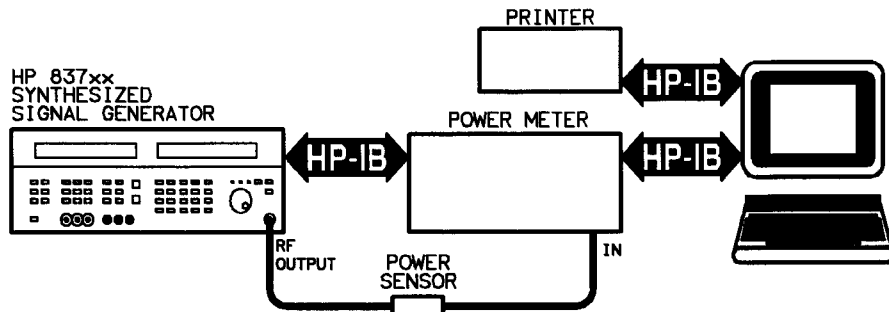 PRINTER
HP-IB
HP 837xx
SYNTHESIZED
SIGNAL GENERATOR
POWER METER
HP-IB
HP-IB
RF
OUTPUT
IN
POWER
SENSOR